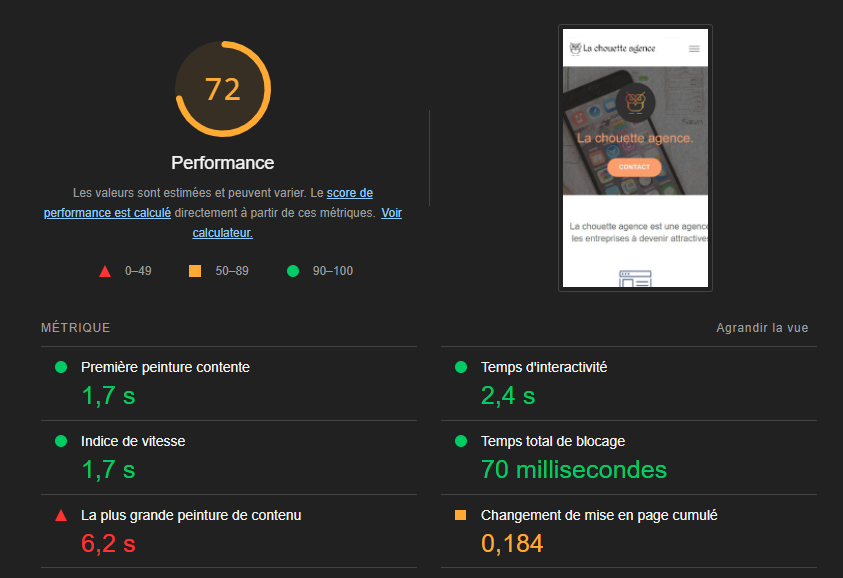 La chouette agence
72
La chouette agence.
CONTACT
Performance
Les valeurs sont estimées et peuvent varier. Le score de
performance est calculé directement à partir de ces métriques. Voir
calculateur.
La chouette agence est une agence
les entreprises à devenir attractives
0–49
50–89
90–100
MÉTRIQUE
Agrandir la vue
Première peinture contente
1,7 s
Temps d'interactivité
2,4 s
Indice de vitesse
1,7 s
Temps total de blocage
70 millisecondes
La plus grande peinture de contenu
6,2 s
Changement de mise en page cumulé
0,184